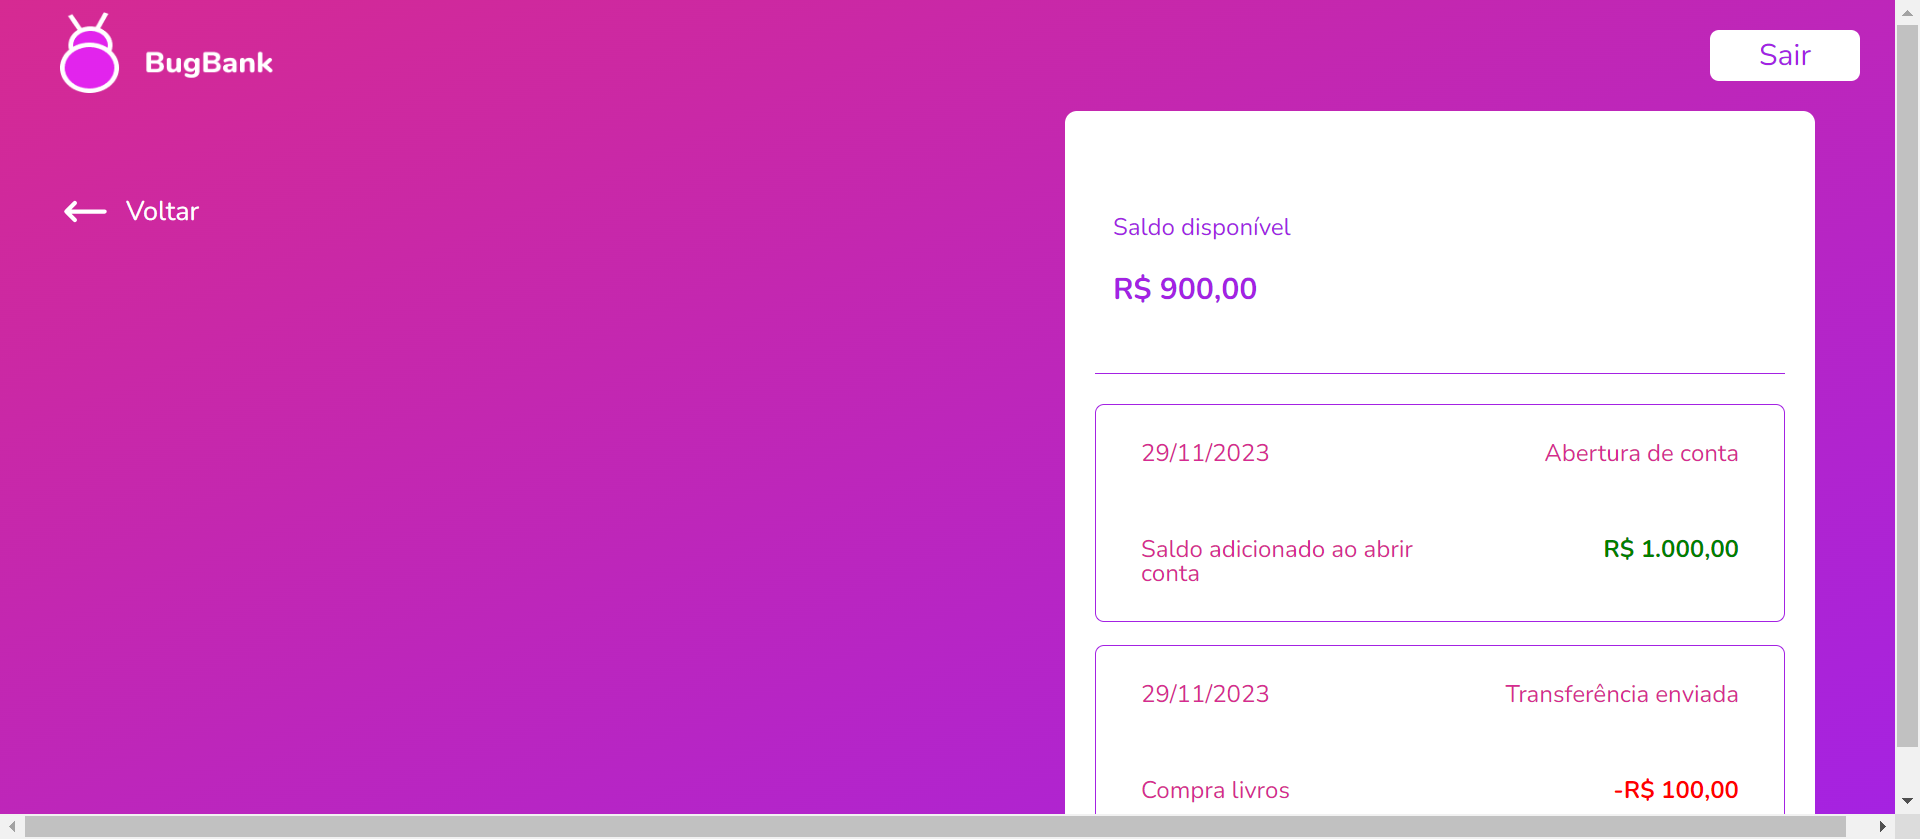 BugBank
Sair
Voltar
Saldo disponível
R$ 900,00
29/11/2023
Abertura de conta
Saldo adicionado ao abrir
conta
R$ 1.000,00
29/11/2023
Transferência enviada
Compra livros
-R$ 100,00